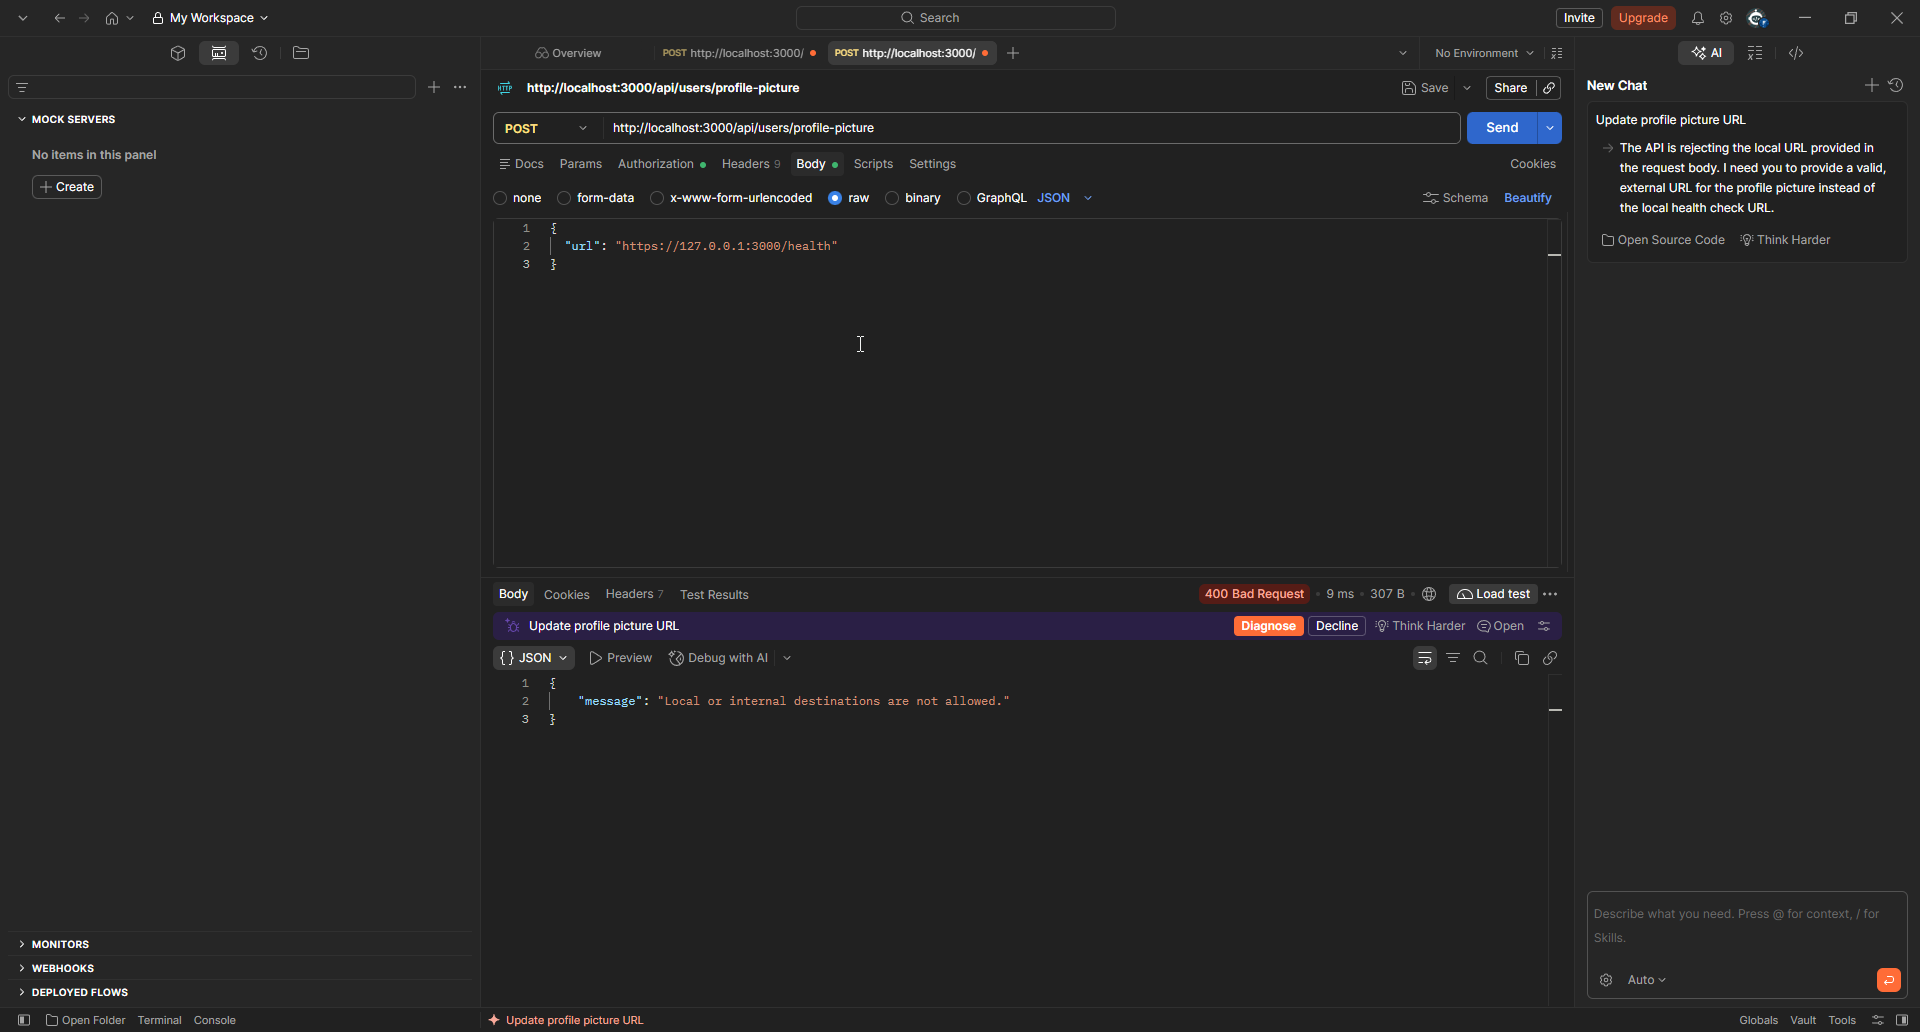 My Workspace
Search
Invite
Upgrade
Overview
POST http://localhost:3000/
POST http://localhost:3000/
No Environment
AI
MOCK SERVERS
No items in this panel
Create
http://localhost:3000/api/users/profile-picture
Save
Share
POST
http://localhost:3000/api/users/profile-picture
Send
Docs Params Authorization Headers 9 Body Scripts Settings
Cookies
none form-data x-www-form-urlencoded raw binary GraphQL JSON
Schema Beautify
1 {
2 "url": "https://127.0.0.1:3000/health"
3 }
Body Cookies Headers 7 Test Results
400 Bad Request • 9 ms • 307 B
Load test
Update profile picture URL
Diagnose Decline Think Harder Open
{} JSON Preview Debug with AI
1 {
2 "message": "Local or internal destinations are not allowed."
3 }
New Chat
Update profile picture URL
The API is rejecting the local URL provided in
the request body. I need you to provide a valid,
external URL for the profile picture instead of
the local health check URL.
Open Source Code Think Harder
Describe what you need. Press @ for context, / for
Skills.
Auto
MONITORS
WEBHOOKS
DEPLOYED FLOWS
Open Folder Terminal Console
Update profile picture URL
Globals Vault Tools